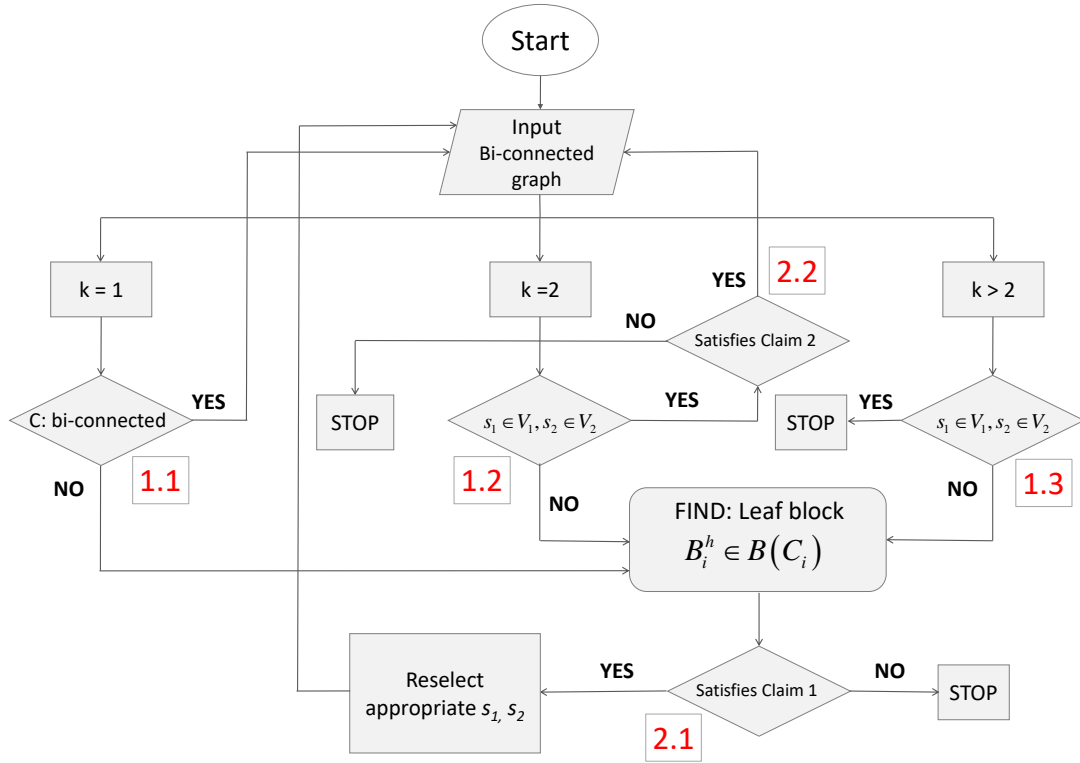 Start
Input
Bi-connected
graph
k = 1
k =2
k > 2
2.2
YES
NO
Satisfies Claim 2
C: bi-connected
YES
STOP
s₁ ∈ V₁, s₂ ∈ V₂
YES
STOP
YES
s₁ ∈ V₁, s₂ ∈ V₂
NO
1.1
1.2
NO
NO
1.3
FIND: Leaf block
Bᵢʰ ∈ B(Cᵢ)
Reselect
appropriate s₁, s₂
YES
Satisfies Claim 1
NO
STOP
2.1